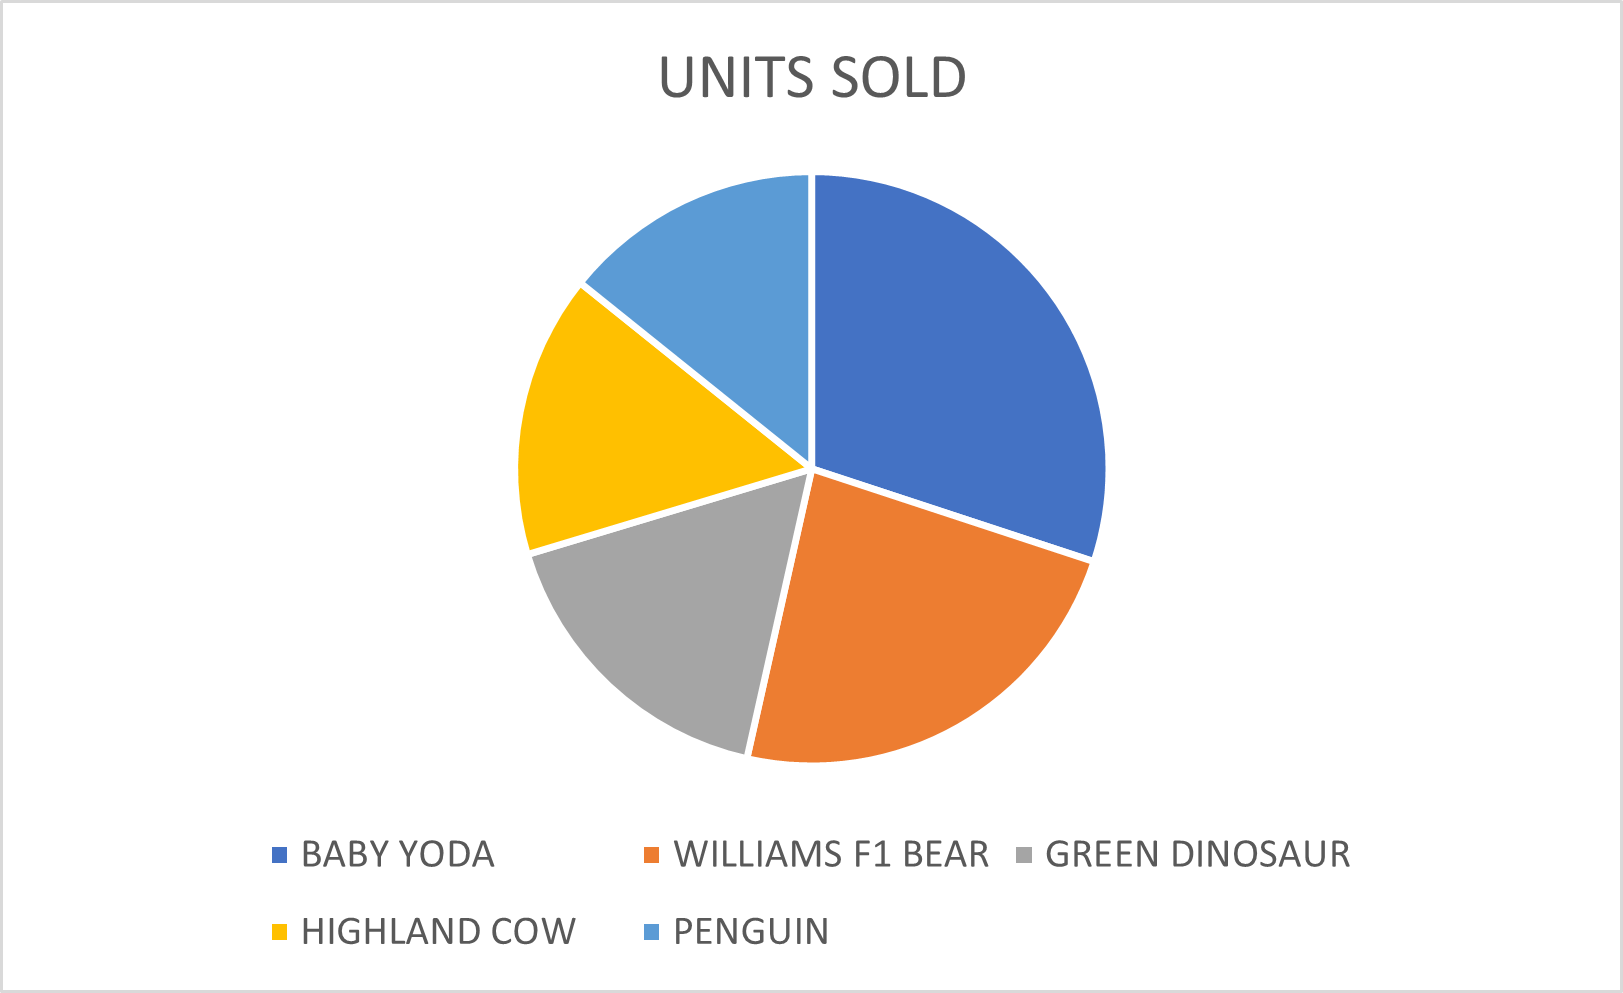 UNITS SOLD
BABY YODA WILLIAMS F1 BEAR GREEN DINOSAUR
HIGHLAND COW PENGUIN